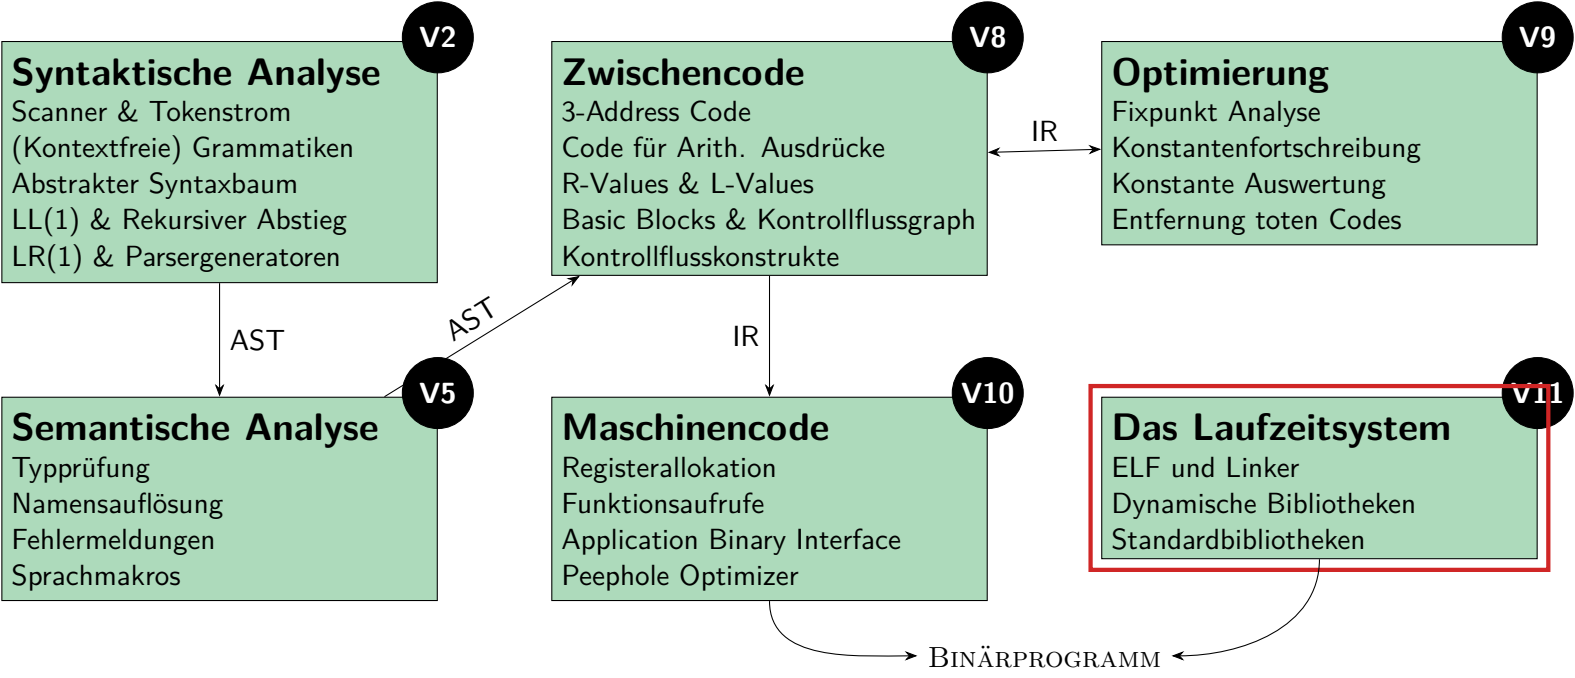 V2
Syntaktische Analyse
Scanner & Tokenstrom
(Kontextfreie) Grammatiken
Abstrakter Syntaxbaum
LL(1) & Rekursiver Abstieg
LR(1) & Parsergeneratoren
V8
Zwischencode
3-Address Code
Code für Arith. Ausdrücke
R-Values & L-Values
Basic Blocks & Kontrollflussgraph
Kontrollflusskonstrukte
IR
V9
Optimierung
Fixpunkt Analyse
Konstantenfortschreibung
Konstante Auswertung
Entfernung toten Codes
AST
AST
IR
V5
Semantische Analyse
Typprüfung
Namensauflösung
Fehlermeldungen
Sprachmakros
V10
Maschinencode
Registerallokation
Funktionsaufrufe
Application Binary Interface
Peephole Optimizer
V11
Das Laufzeitsystem
ELF und Linker
Dynamische Bibliotheken
Standardbibliotheken
BINÄRPROGRAMM